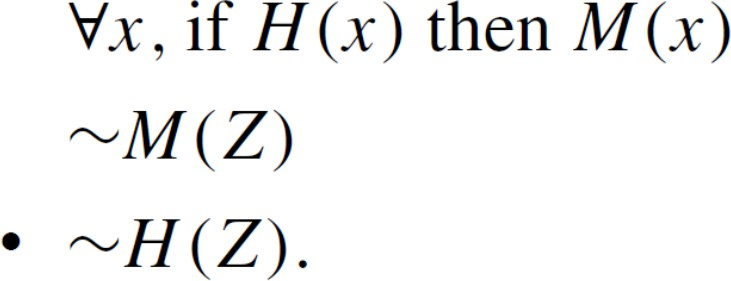 ∀x, if H(x) then M(x)
∼M(Z)
• ∼H(Z).